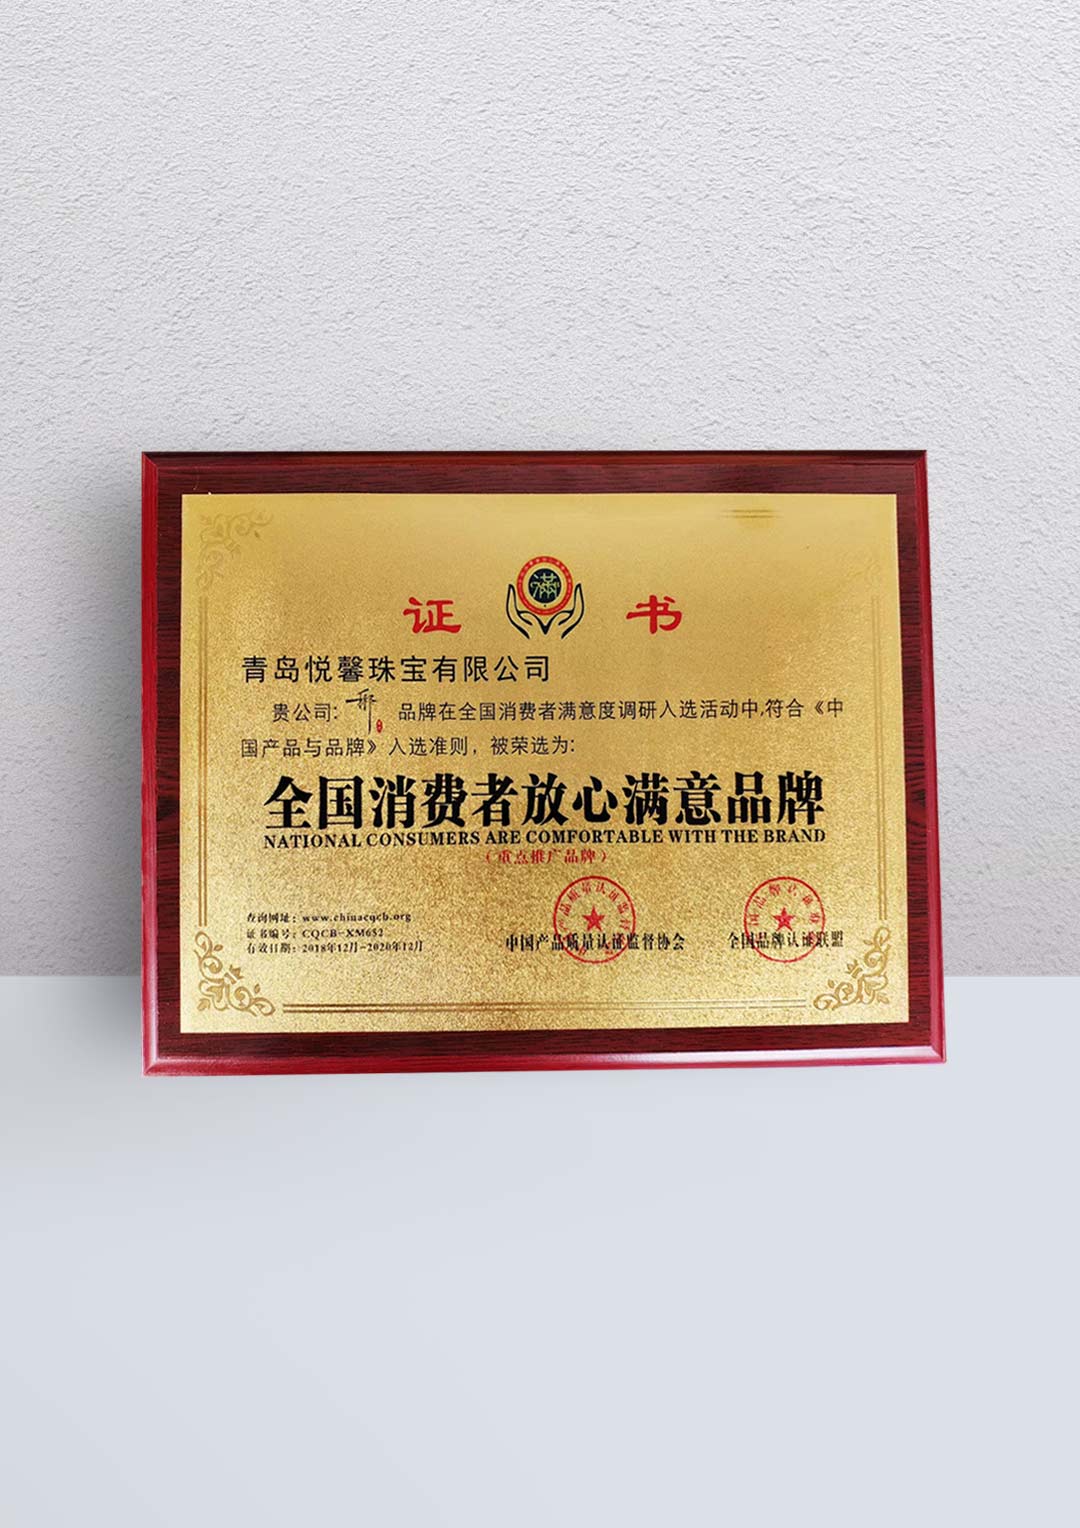 证 满 书
青岛悦馨珠宝有限公司
贵公司: 品牌在全国消费者满意度调研入选活动中,符合《中
国产品与品牌》入选准则，被荣选为:
全国消费者放心满意品牌
NATIONAL CONSUMERS ARE COMFORTABLE WITH THE BRAND
（重点推广品牌）
查询网址：www.chinacqcb.org
证书编号：CQCB-XM652
有效日期：2018年12月-2020年12月
中国产品质量认证监督协会
全国品牌认证联盟